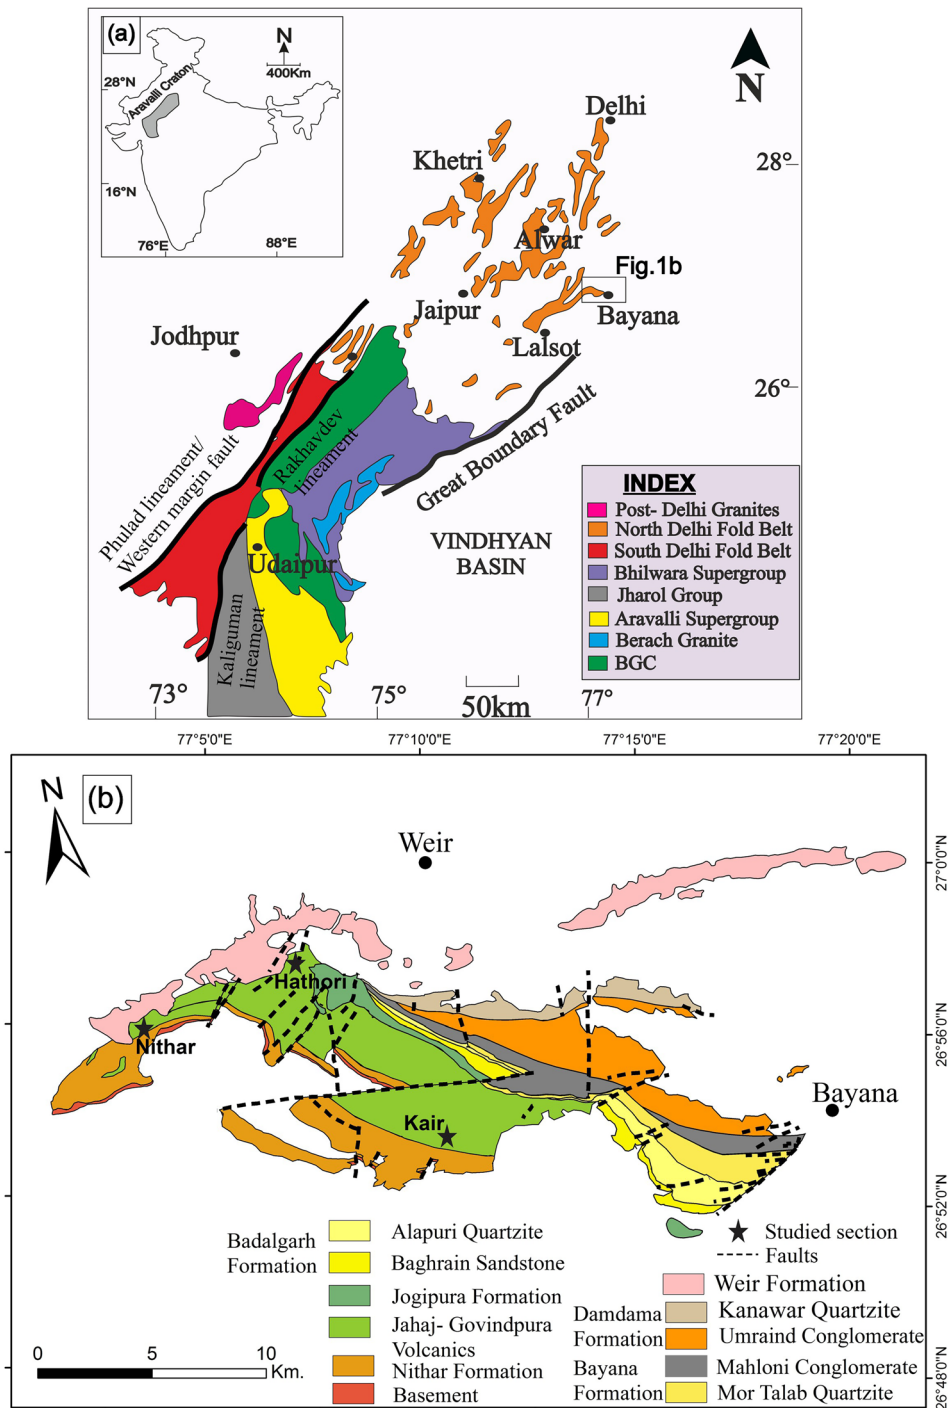 (a)
N
400Km
28°N
Aravalli Craton
16°N
76°E
88°E
N
Delhi
Khetri
28°
Alwar
Fig.1b
Jaipur
Bayana
Jodhpur
Lalsot
26°
Great Boundary Fault
Rakhavdev
lineament
Phulad lineament/
Western margin fault
VINDHYAN
BASIN
Udaipur
Kaliguman
lineament
INDEX
Post- Delhi Granites
North Delhi Fold Belt
South Delhi Fold Belt
Bhilwara Supergroup
Jharol Group
Aravalli Supergroup
Berach Granite
BGC
73°
75°
50km
77°
77°5'0"E
77°10'0"E
77°15'0"E
77°20'0"E
(b)
N
Weir
27°0'0"N
Hathori
Nithar
26°56'0"N
Bayana
Kair
26°52'0"N
Badalgarh
Formation
Alapuri Quartzite
Baghrain Sandstone
Jogipura Formation
Jahaj- Govindpura
Volcanics
Nithar Formation
Basement
Studied section
Faults
Weir Formation
Damdama
Formation
Kanawar Quartzite
Umraind Conglomerate
Bayana
Formation
Mahloni Conglomerate
Mor Talab Quartzite
0
5
10
Km.
26°48'0"N